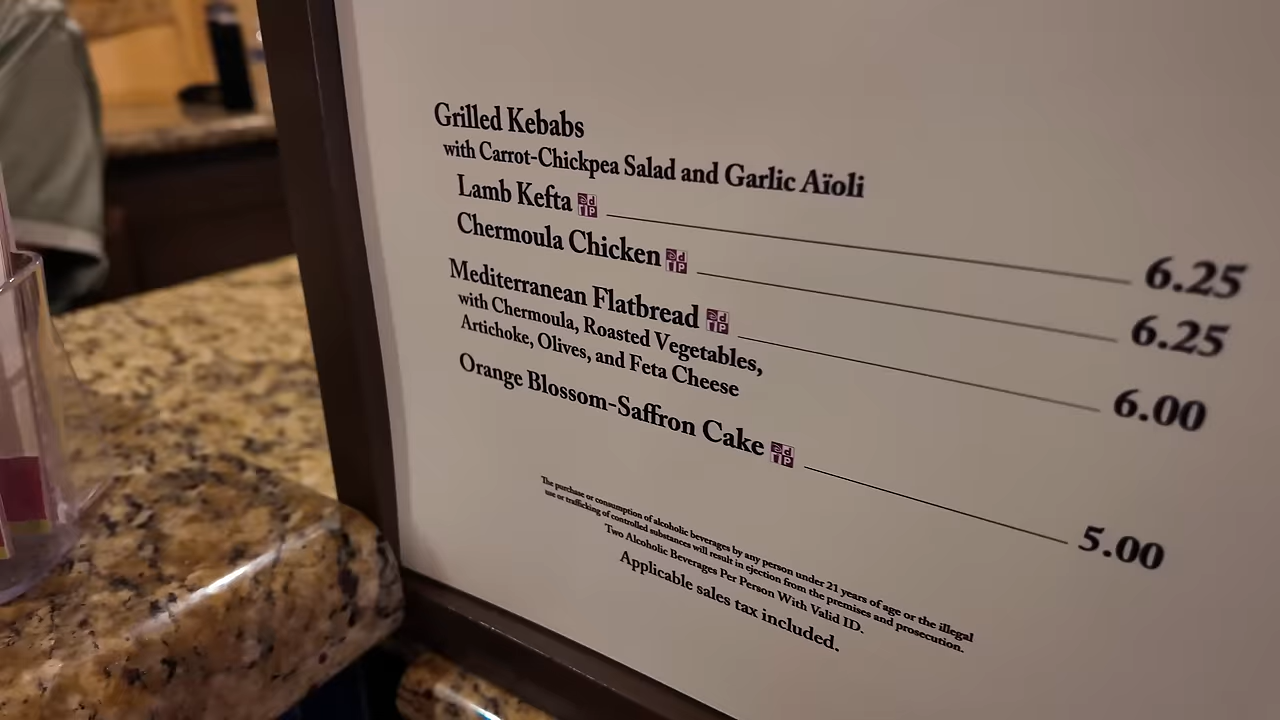 Grilled Kebabs
with Carrot-Chickpea Salad and Garlic Aïoli
Lamb Kefta 6.25
Chermoula Chicken 6.25
Mediterranean Flatbread 6.00
with Chermoula, Roasted Vegetables,
Artichoke, Olives, and Feta Cheese
Orange Blossom-Saffron Cake 5.00
The purchase or consumption of alcoholic beverages by any person under 21 years of age or the illegal
use or trafficking of controlled substances will result in ejection from the premises and prosecution.
Two Alcoholic Beverages Per Person With Valid ID.
Applicable sales tax included.